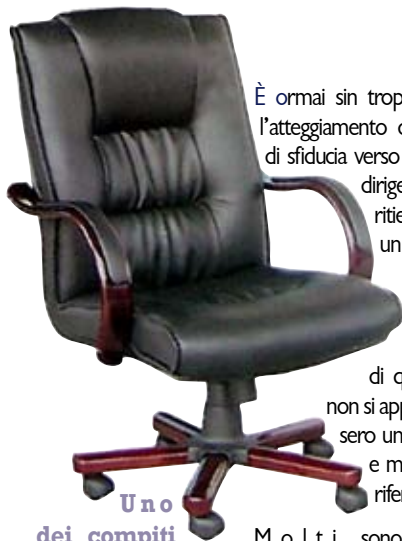 È ormai sin trop
l'atteggiamento
di sfiducia verso
dirige
ritie
un
di q
non si app
sero un
e m
rifer
Uno
dei compiti
Molti sono